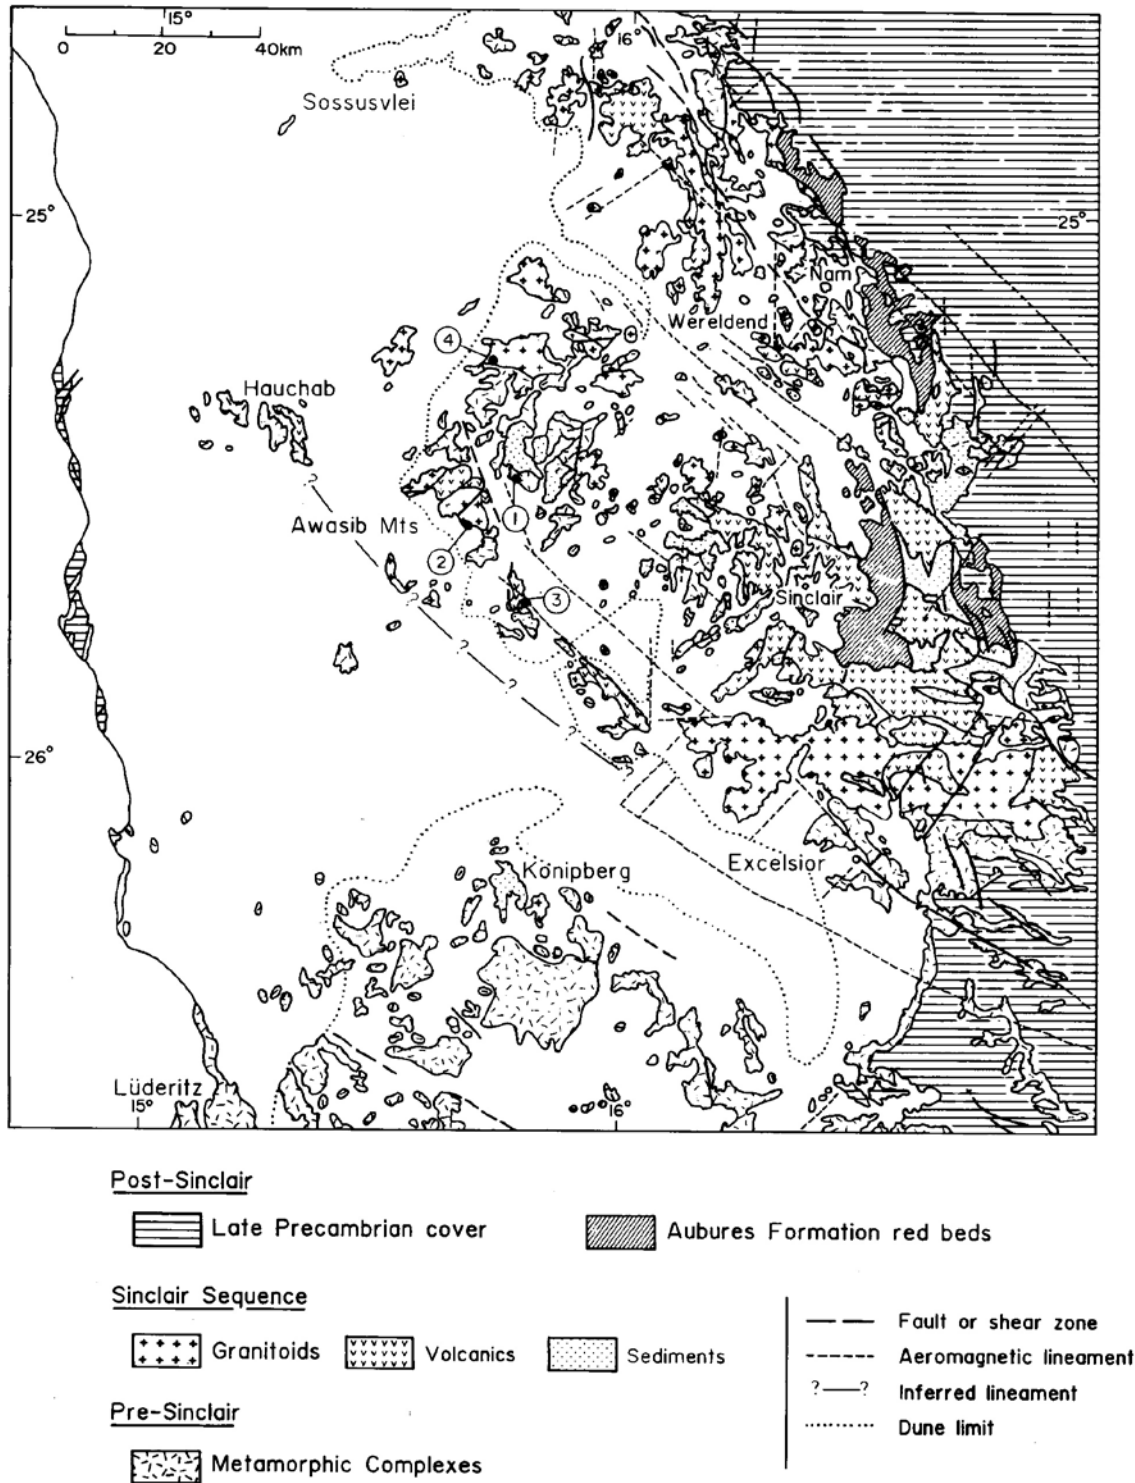 15°
0 20 40km
16°
Sossusvlei
25°
25°
Nam
Wereldend
4
Hauchab
?
Awasib Mts
1
2
3
?
Sinclair
?
?
?
26°
?
Excelsior
Königberg
Lüderitz
15°
16°
Post-Sinclair
Late Precambrian cover
Aubures Formation red beds
Sinclair Sequence
Granitoids
Volcanics
Sediments
Fault or shear zone
Aeromagnetic lineament
?—? Inferred lineament
Dune limit
Pre-Sinclair
Metamorphic Complexes